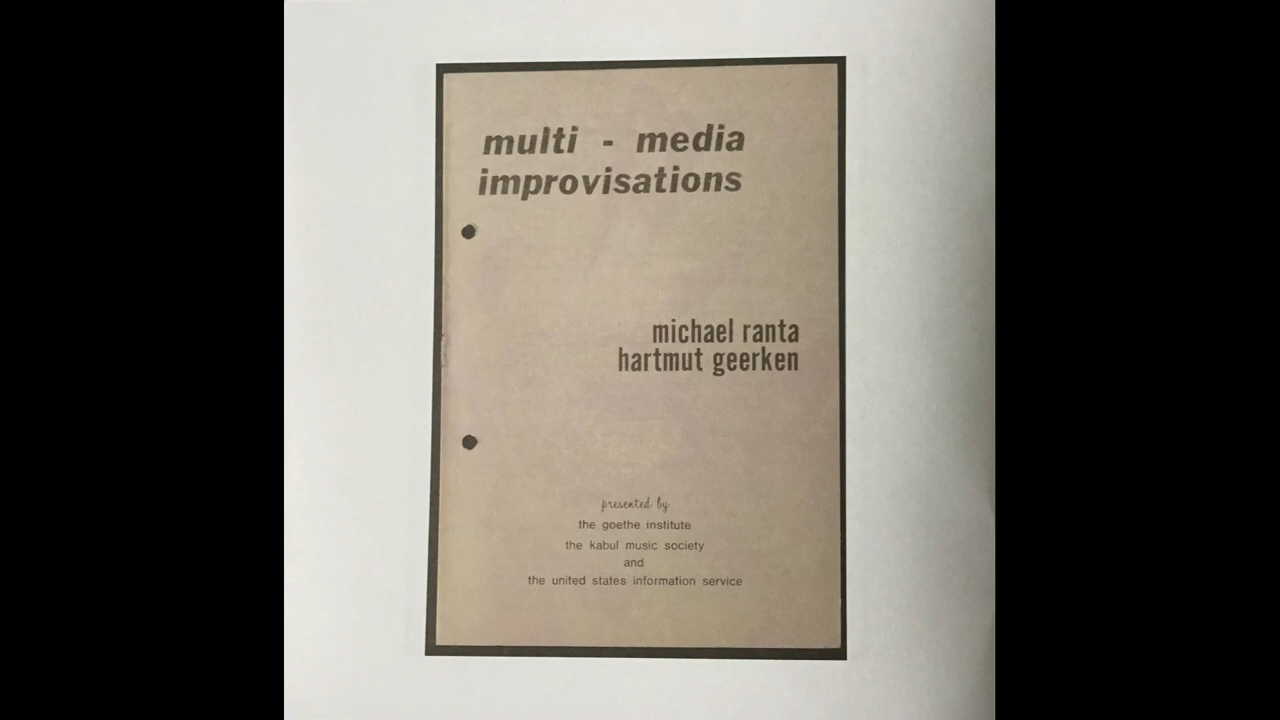 multi - media
improvisations
michael ranta
hartmut geerken
presented by
the goethe institute
the kabul music society
and
the united states information service